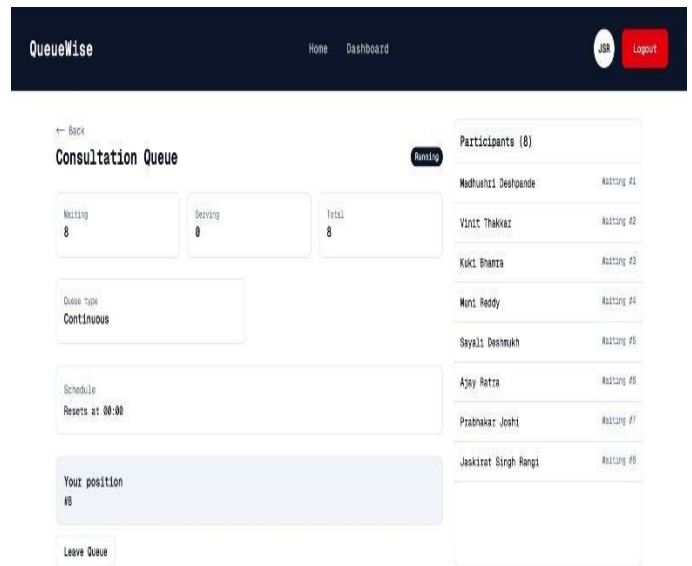 QueueWise
Home Dashboard
JSR
Logout
← Back
Consultation Queue
Running
Waiting
8
Serving
0
Total
8
Queue type
Continuous
Schedule
Resets at 00:00
Your position
#8
Leave Queue
Participants (8)
Madhushri Deshpande Waiting #1
Vinit Thakkar Waiting #2
Kuki Bhamra Waiting #3
Muni Reddy Waiting #4
Sayali Deshmukh Waiting #5
Ajay Ratra Waiting #6
Prabhakar Joshi Waiting #7
Jaskirat Singh Rangi Waiting #8